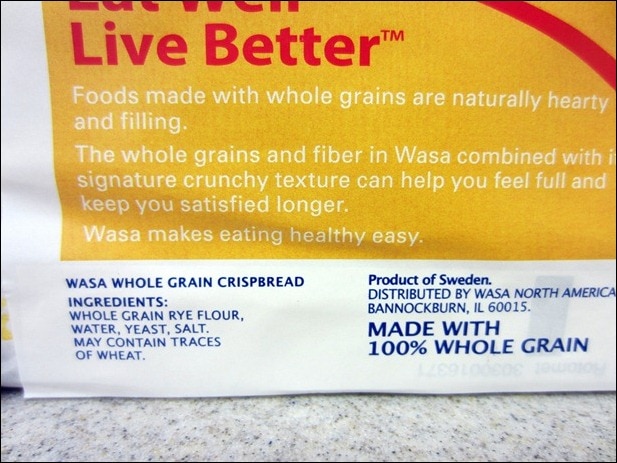 Eat Well
Live Better™
Foods made with whole grains are naturally hearty
and filling.
The whole grains and fiber in Wasa combined with
signature crunchy texture can help you feel full and
keep you satisfied longer.
Wasa makes eating healthy easy.
WASA WHOLE GRAIN CRISPBREAD
INGREDIENTS:
WHOLE GRAIN RYE FLOUR,
WATER, YEAST, SALT.
MAY CONTAIN TRACES
OF WHEAT.
Product of Sweden.
DISTRIBUTED BY WASA NORTH AMERICA
BANNOCKBURN, IL 60015.
MADE WITH
100% WHOLE GRAIN